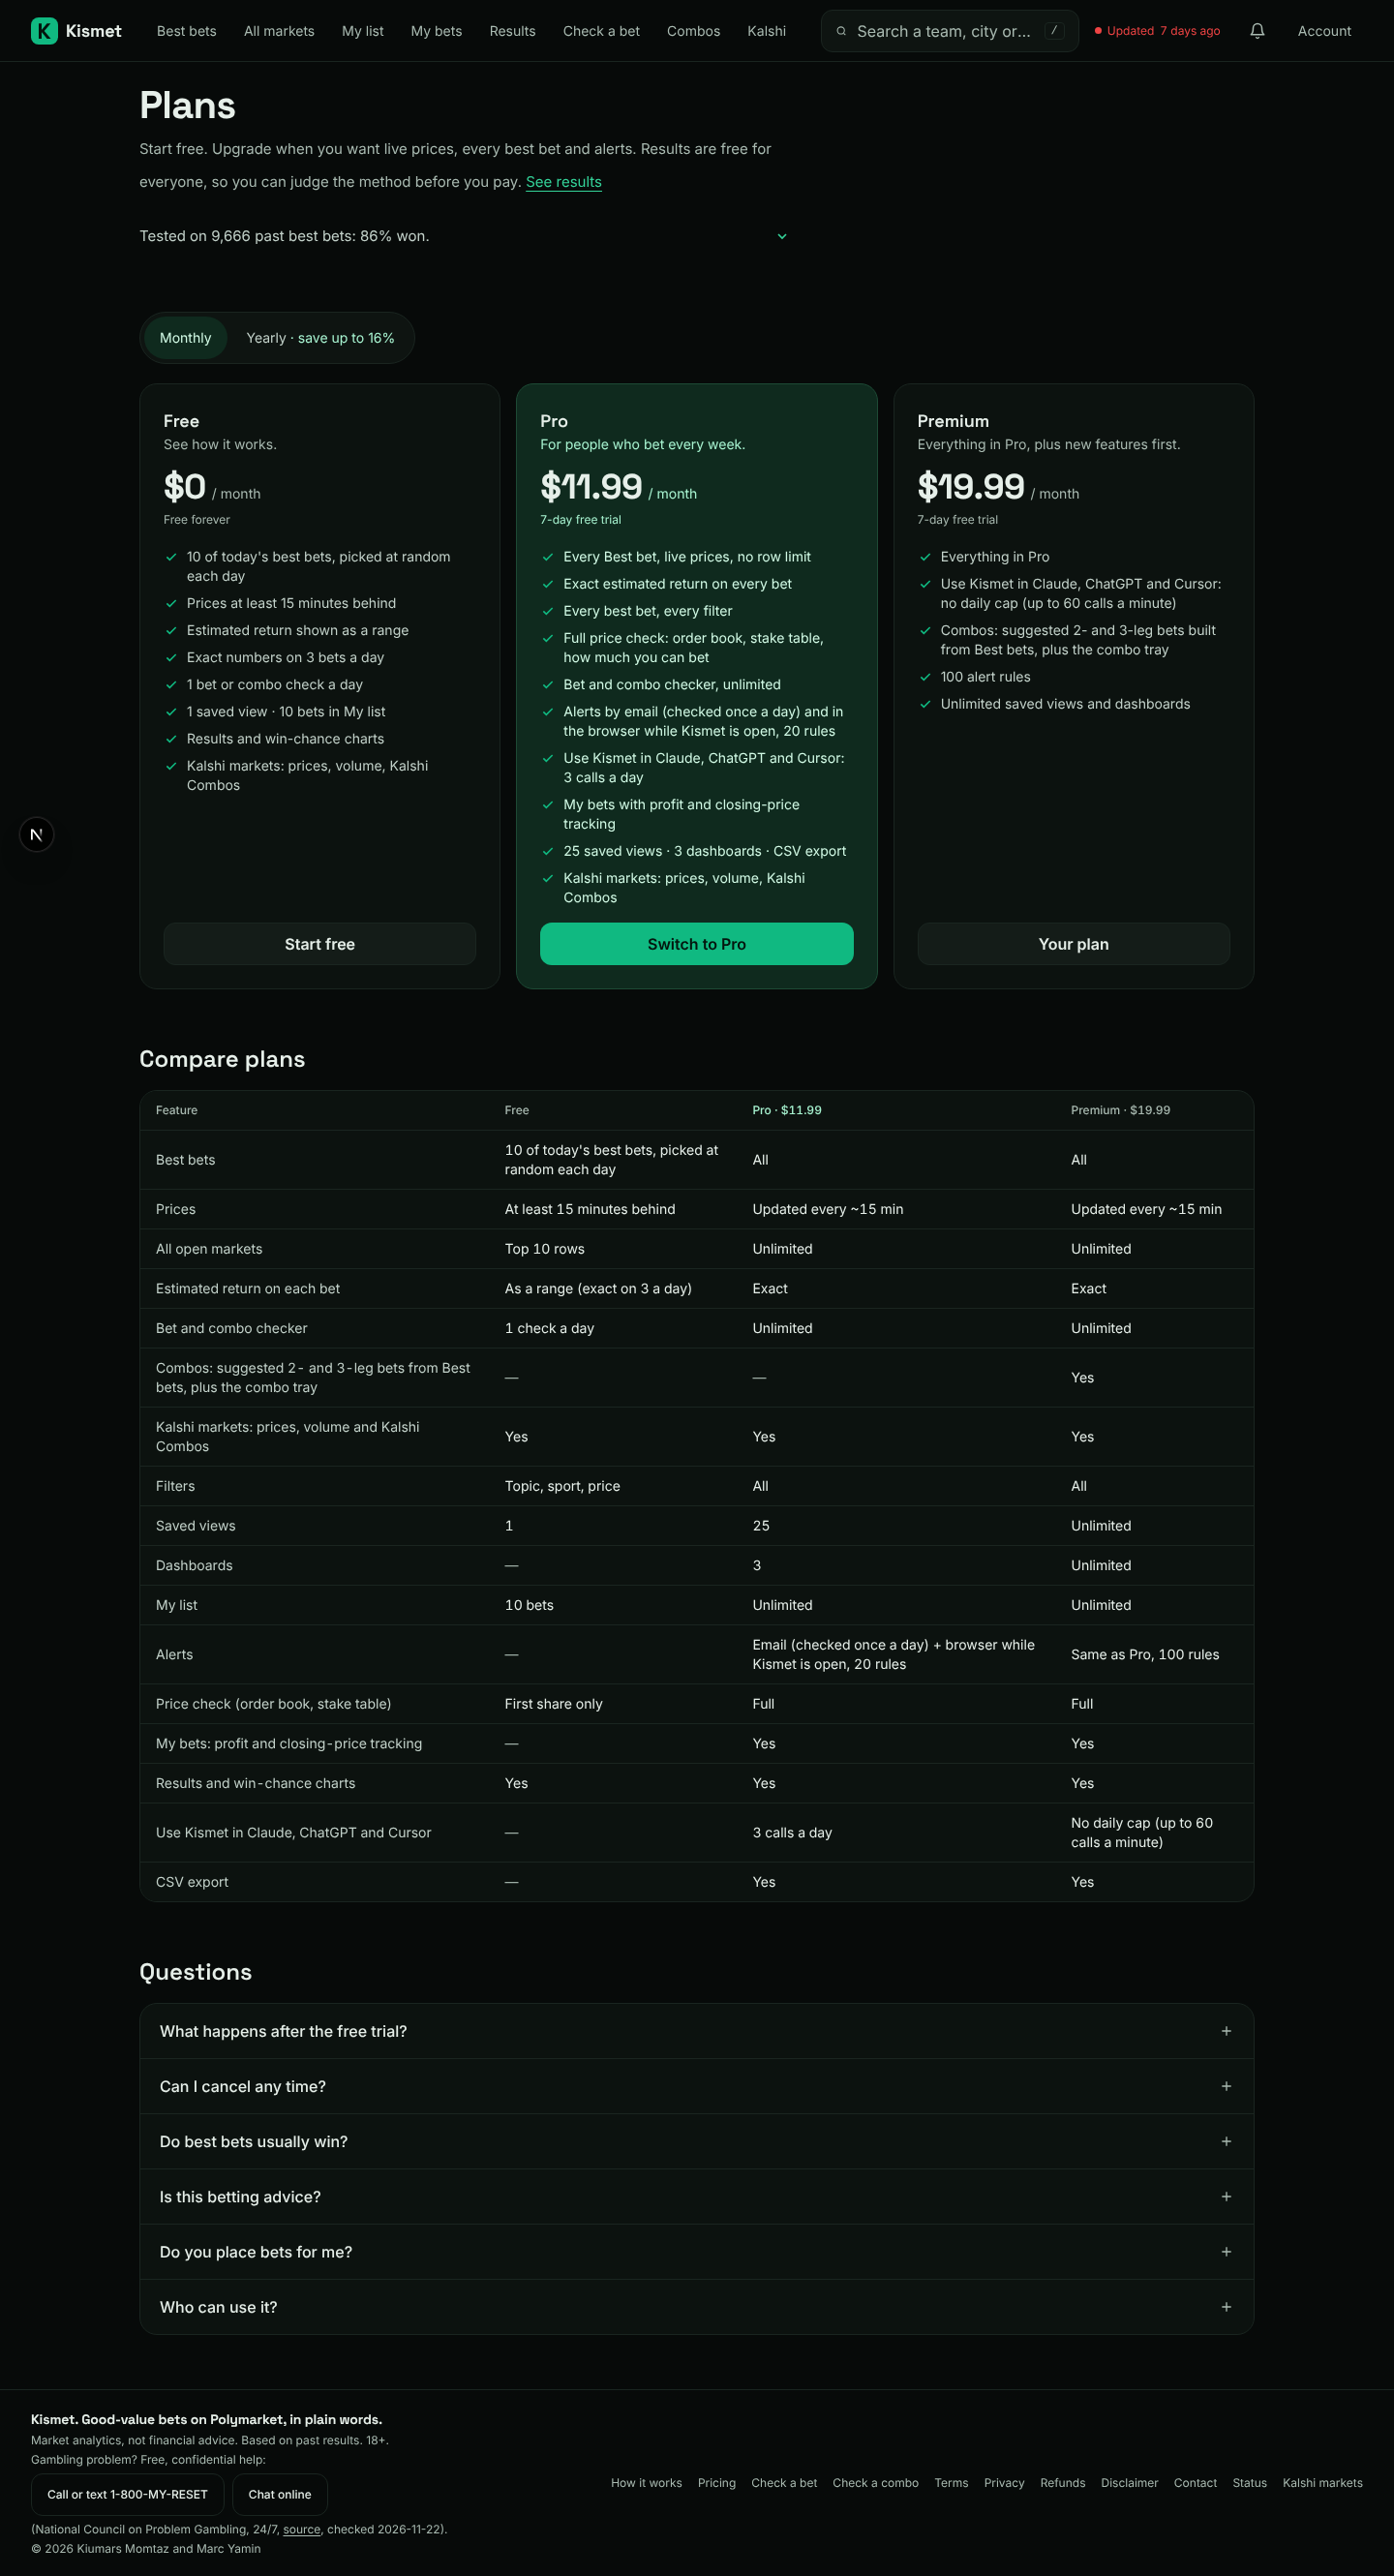 Kismet
Best bets
All markets
My list
My bets
Results
Check a bet
Combos
Kalshi
Search a team, city or...
/
Updated 7 days ago
Account
Plans
Start free. Upgrade when you want live prices, every best bet and alerts. Results are free for
everyone, so you can judge the method before you pay. See results
Tested on 9,666 past best bets: 86% won.
Monthly
Yearly · save up to 16%
Free
See how it works.
$0 / month
Free forever
10 of today's best bets, picked at random
each day
Prices at least 15 minutes behind
Estimated return shown as a range
Exact numbers on 3 bets a day
1 bet or combo check a day
1 saved view · 10 bets in My list
Results and win-chance charts
Kalshi markets: prices, volume, Kalshi
Combos
Start free
Pro
For people who bet every week.
$11.99 / month
7-day free trial
Every Best bet, live prices, no row limit
Exact estimated return on every bet
Every best bet, every filter
Full price check: order book, stake table,
how much you can bet
Bet and combo checker, unlimited
Alerts by email (checked once a day) and in
the browser while Kismet is open, 20 rules
Use Kismet in Claude, ChatGPT and Cursor:
3 calls a day
My bets with profit and closing-price
tracking
25 saved views · 3 dashboards · CSV export
Kalshi markets: prices, volume, Kalshi
Combos
Switch to Pro
Premium
Everything in Pro, plus new features first.
$19.99 / month
7-day free trial
Everything in Pro
Use Kismet in Claude, ChatGPT and Cursor:
no daily cap (up to 60 calls a minute)
Combos: suggested 2- and 3-leg bets built
from Best bets, plus the combo tray
100 alert rules
Unlimited saved views and dashboards
Your plan
Compare plans
Feature
Free
Pro · $11.99
Premium · $19.99
Best bets
10 of today's best bets, picked at
random each day
All
All
Prices
At least 15 minutes behind
Updated every ~15 min
Updated every ~15 min
All open markets
Top 10 rows
Unlimited
Unlimited
Estimated return on each bet
As a range (exact on 3 a day)
Exact
Exact
Bet and combo checker
1 check a day
Unlimited
Unlimited
Combos: suggested 2- and 3-leg bets from Best
bets, plus the combo tray
—
—
Yes
Kalshi markets: prices, volume and Kalshi
Combos
Yes
Yes
Yes
Filters
Topic, sport, price
All
All
Saved views
1
25
Unlimited
Dashboards
—
3
Unlimited
My list
10 bets
Unlimited
Unlimited
Alerts
—
Email (checked once a day) + browser while
Kismet is open, 20 rules
Same as Pro, 100 rules
Price check (order book, stake table)
First share only
Full
Full
My bets: profit and closing-price tracking
—
Yes
Yes
Results and win-chance charts
Yes
Yes
Yes
Use Kismet in Claude, ChatGPT and Cursor
—
3 calls a day
No daily cap (up to 60
calls a minute)
CSV export
—
Yes
Yes
Questions
What happens after the free trial?
Can I cancel any time?
Do best bets usually win?
Is this betting advice?
Do you place bets for me?
Who can use it?
Kismet. Good-value bets on Polymarket, in plain words.
Market analytics, not financial advice. Based on past results. 18+.
Gambling problem? Free, confidential help:
Call or text 1-800-MY-RESET
Chat online
(National Council on Problem Gambling, 24/7, source, checked 2026-11-22).
© 2026 Kiumars Momtaz and Marc Yamin
How it works
Pricing
Check a bet
Check a combo
Terms
Privacy
Refunds
Disclaimer
Contact
Status
Kalshi markets